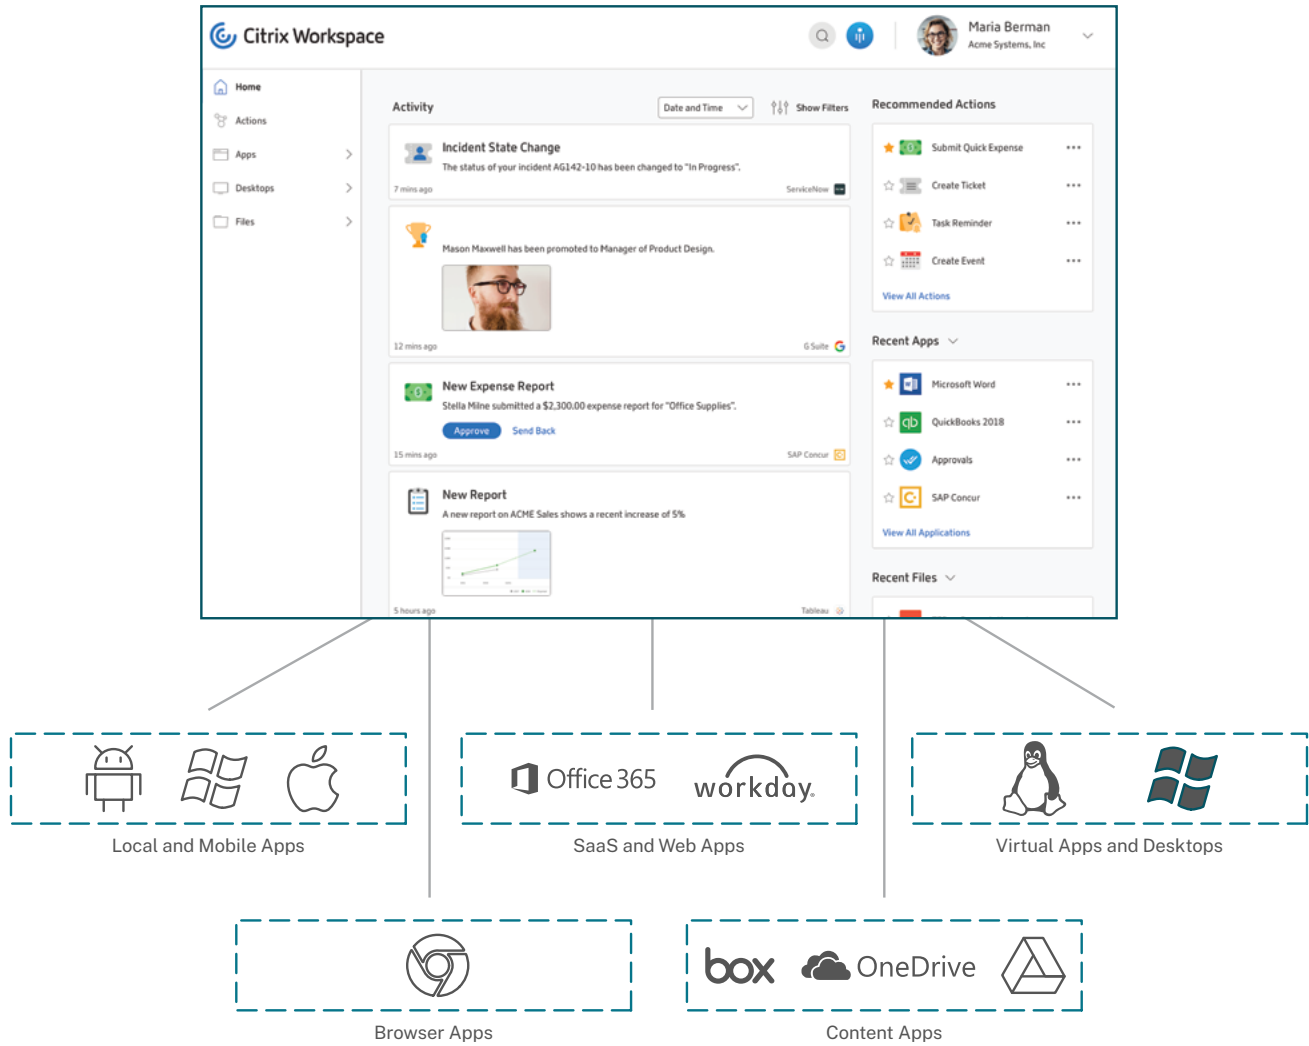 Citrix Workspace
Maria Berman
Acme Systems, Inc
Home
Actions
Apps
Desktops
Files
Activity
Date and Time
Show Filters
Incident State Change
The status of your incident AG142-10 has been changed to "In Progress".
7 mins ago
ServiceNow
Mason Maxwell has been promoted to Manager of Product Design.
12 mins ago
G Suite
New Expense Report
Stella Milne submitted a $2,300.00 expense report for "Office Supplies".
Approve
Send Back
15 mins ago
SAP Concur
New Report
A new report on ACME Sales shows a recent increase of 5%
5 hours ago
Tableau
Recommended Actions
Submit Quick Expense
Create Ticket
Task Reminder
Create Event
View All Actions
Recent Apps
Microsoft Word
qb
QuickBooks 2018
Approvals
SAP Concur
View All Applications
Recent Files
Office 365
workday.
Local and Mobile Apps
SaaS and Web Apps
Virtual Apps and Desktops
box
OneDrive
Browser Apps
Content Apps